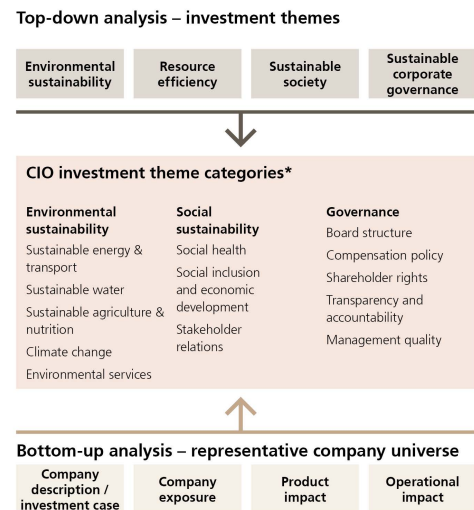 Top-down analysis – investment themes
Environmental
sustainability
Resource
efficiency
Sustainable
society
Sustainable
corporate
governance
CIO investment theme categories*
Environmental
sustainability
Sustainable energy &
transport
Sustainable water
Sustainable agriculture &
nutrition
Climate change
Environmental services
Social
sustainability
Social health
Social inclusion
and economic
development
Stakeholder
relations
Governance
Board structure
Compensation policy
Shareholder rights
Transparency and
accountability
Management quality
Bottom-up analysis – representative company universe
Company
description /
investment case
Company
exposure
Product
impact
Operational
impact